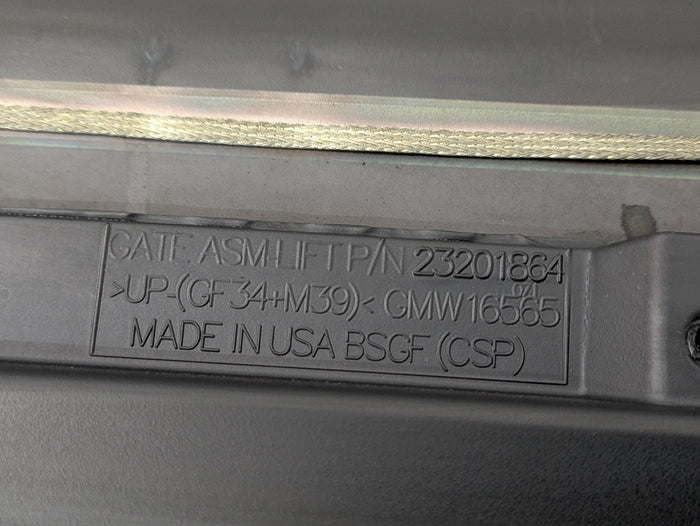 GATE ASM-LIFT P/N 23201864
>UP-(GF34+M39)< GMW16565
MADE IN USA BSGF (CSP)